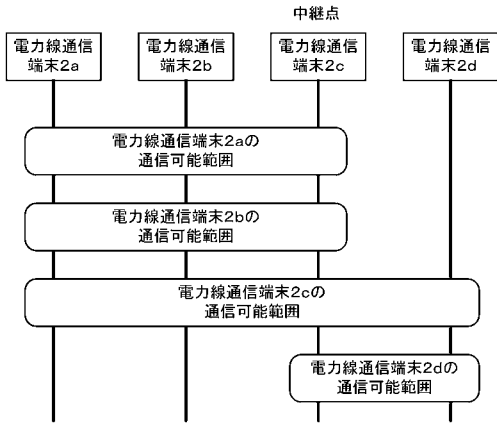 中継点
電力線通信
端末2a
電力線通信
端末2b
電力線通信
端末2c
電力線通信
端末2d
電力線通信端末2aの
通信可能範囲
電力線通信端末2bの
通信可能範囲
電力線通信端末2cの
通信可能範囲
電力線通信端末2dの
通信可能範囲